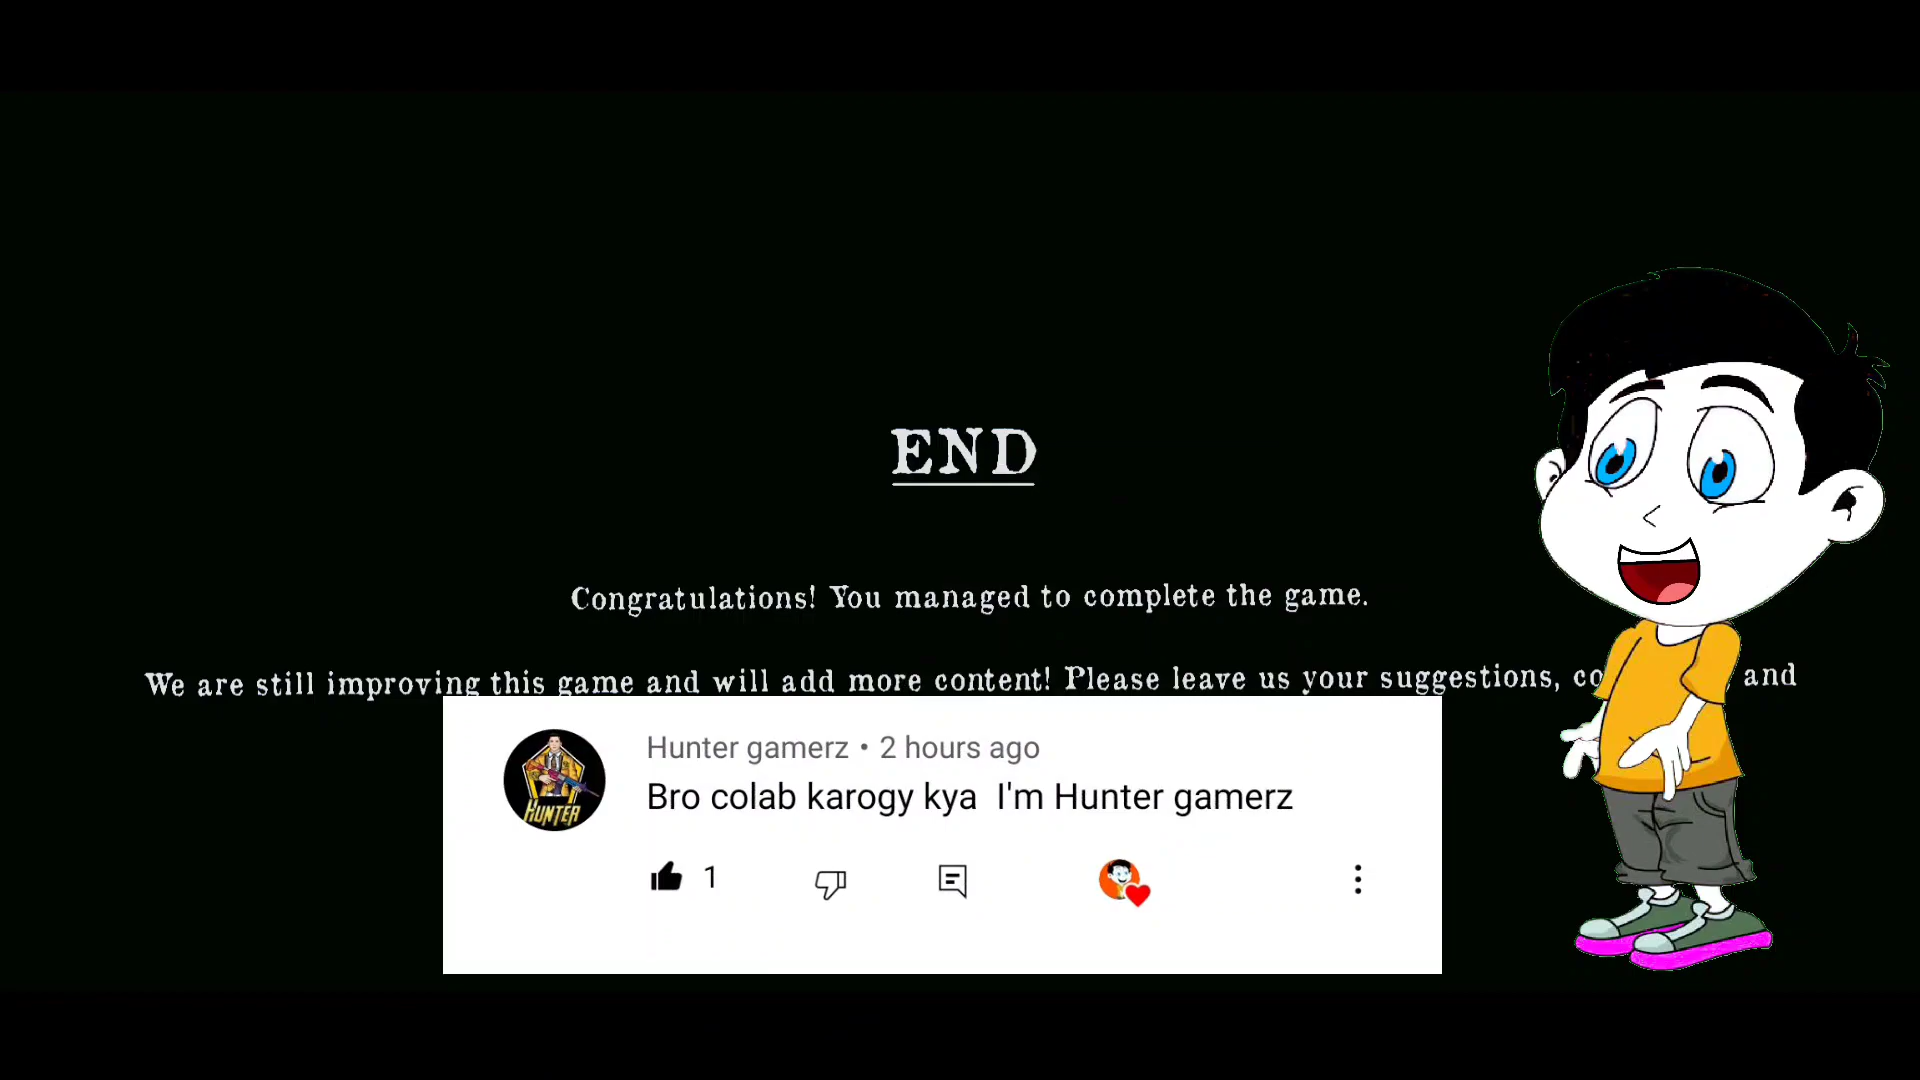 END
Congratulations! You managed to complete the game.
We are still improving this game and will add more content! Please leave us your suggestions, and
Hunter gamerz • 2 hours ago
Bro colab karogy kya I'm Hunter gamerz
HUNTER
1